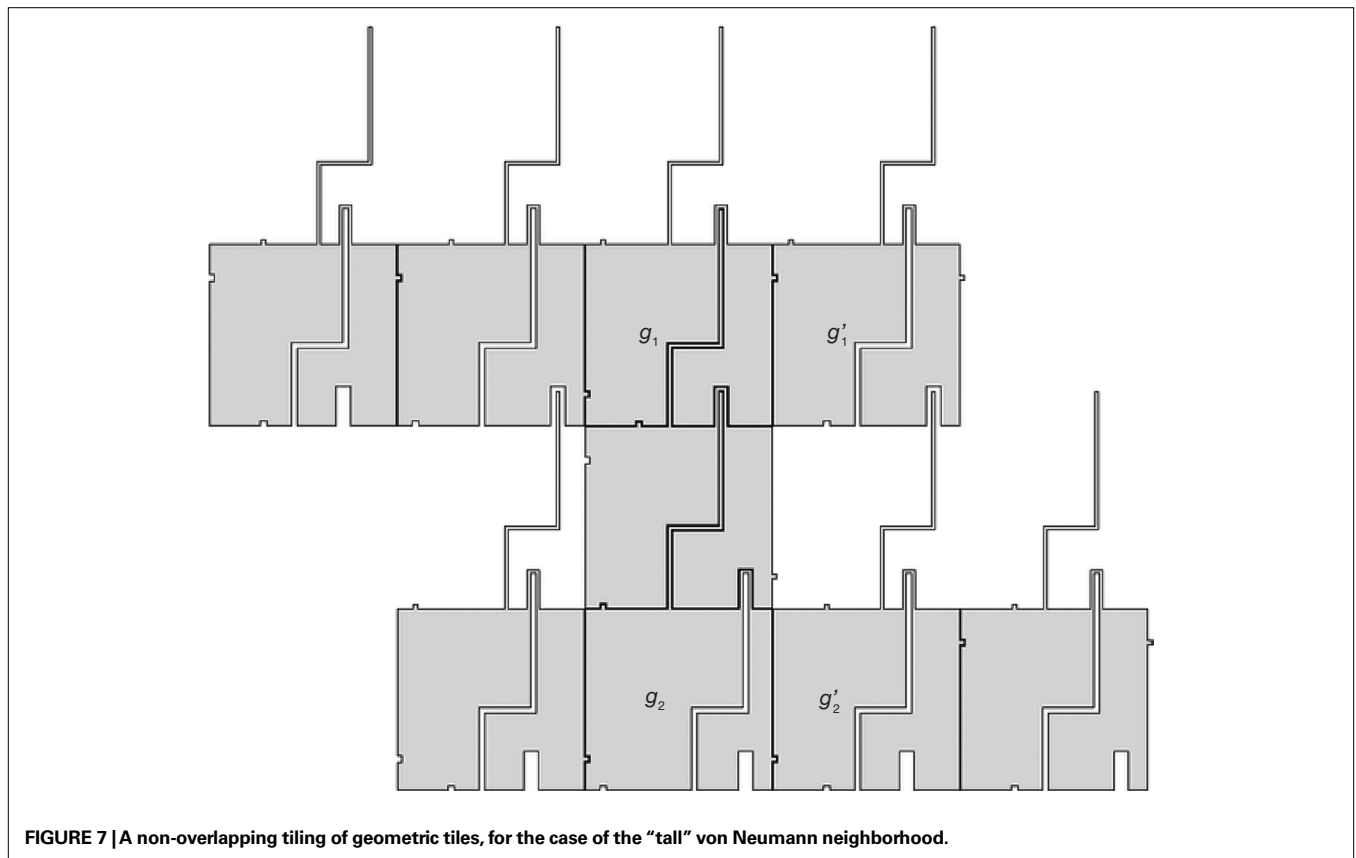 g₁
g′₁
g₂
g′₂
FIGURE 7 | A non-overlapping tiling of geometric tiles, for the case of the “tall” von Neumann neighborhood.